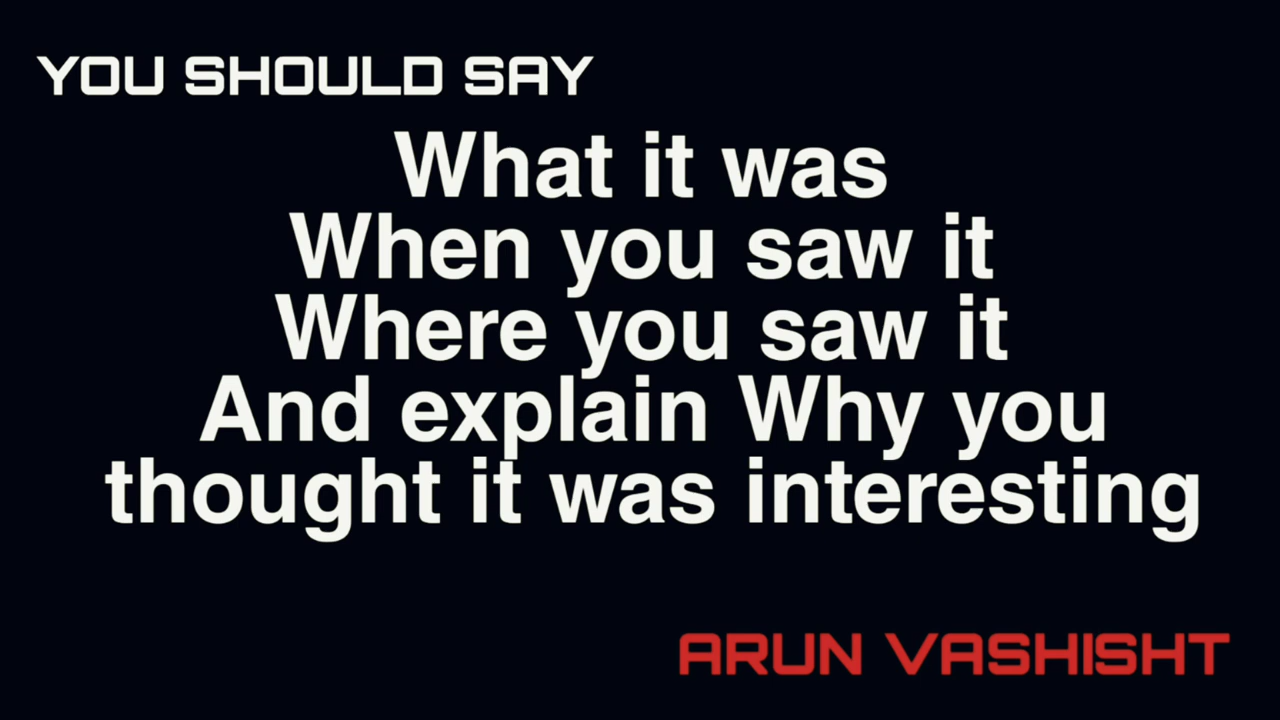 YOU SHOULD SAY
What it was
When you saw it
Where you saw it
And explain Why you
thought it was interesting
ARUN VASHISHT